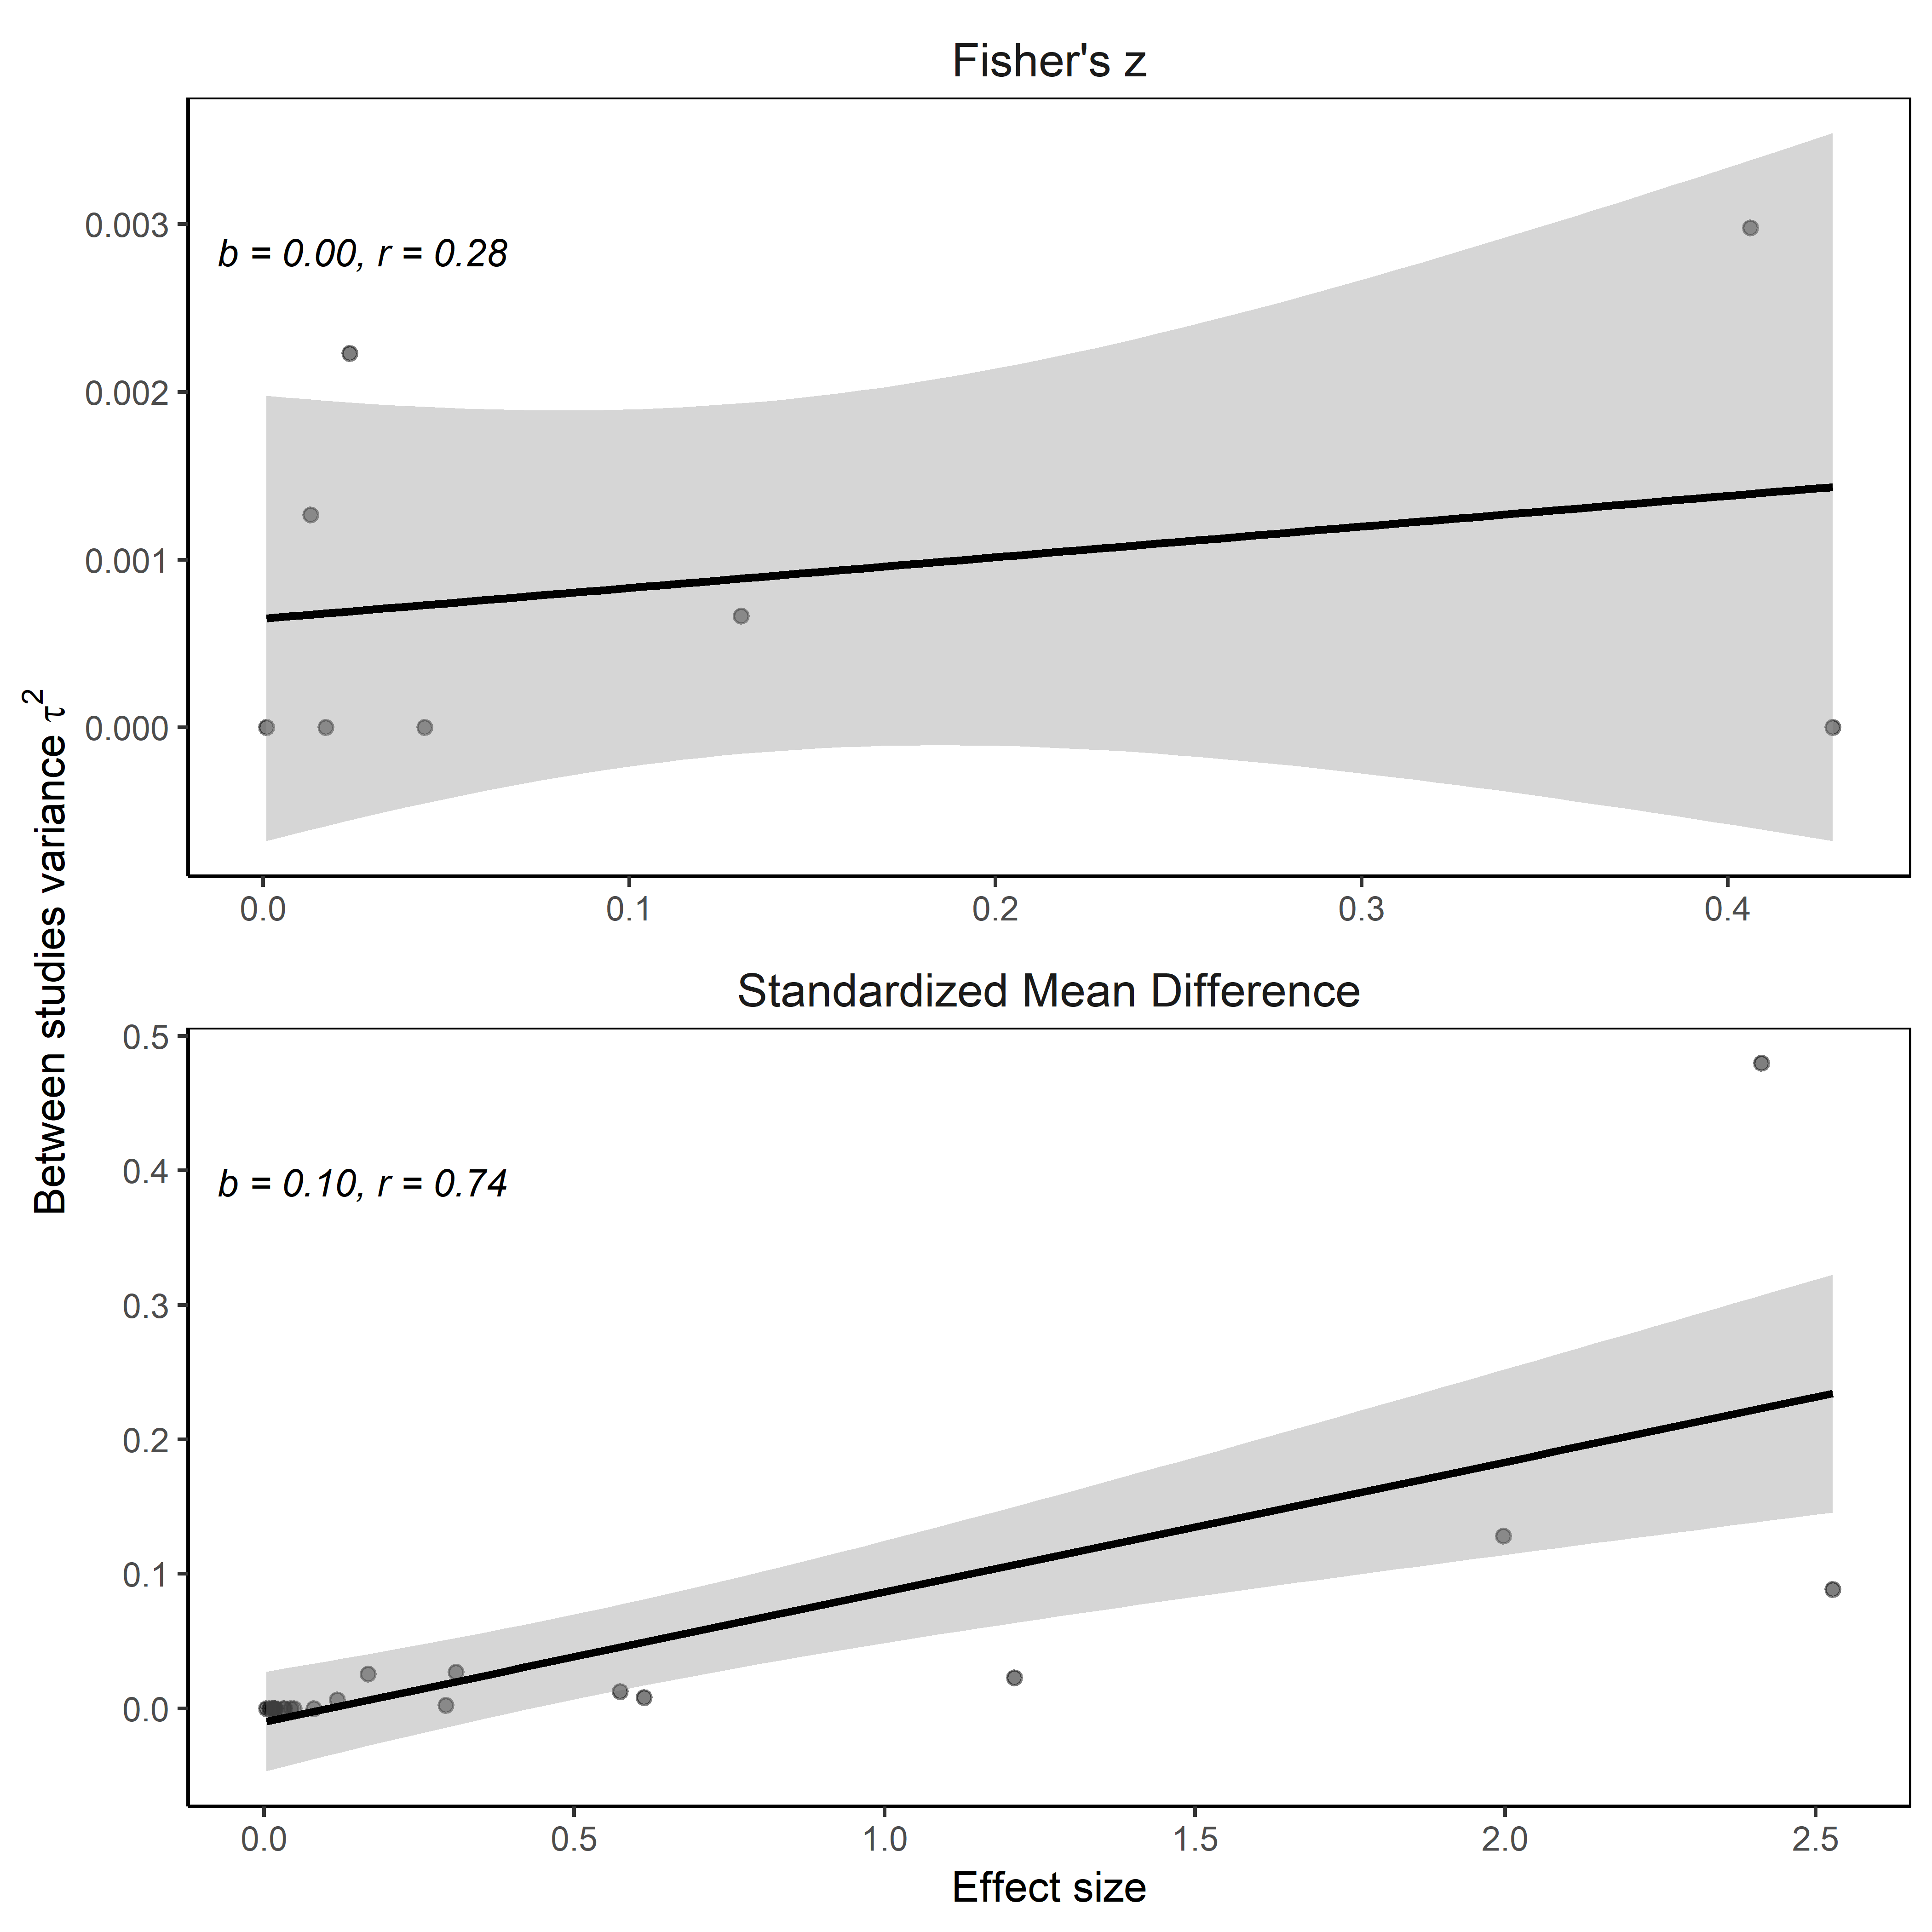 Fisher's z
b = 0.00, r = 0.28
0.003
0.002
0.001
0.000
0.0 0.1 0.2 0.3 0.4
Between studies variance τ²
Standardized Mean Difference
b = 0.10, r = 0.74
0.5
0.4
0.3
0.2
0.1
0.0
0.0 0.5 1.0 1.5 2.0 2.5
Effect size